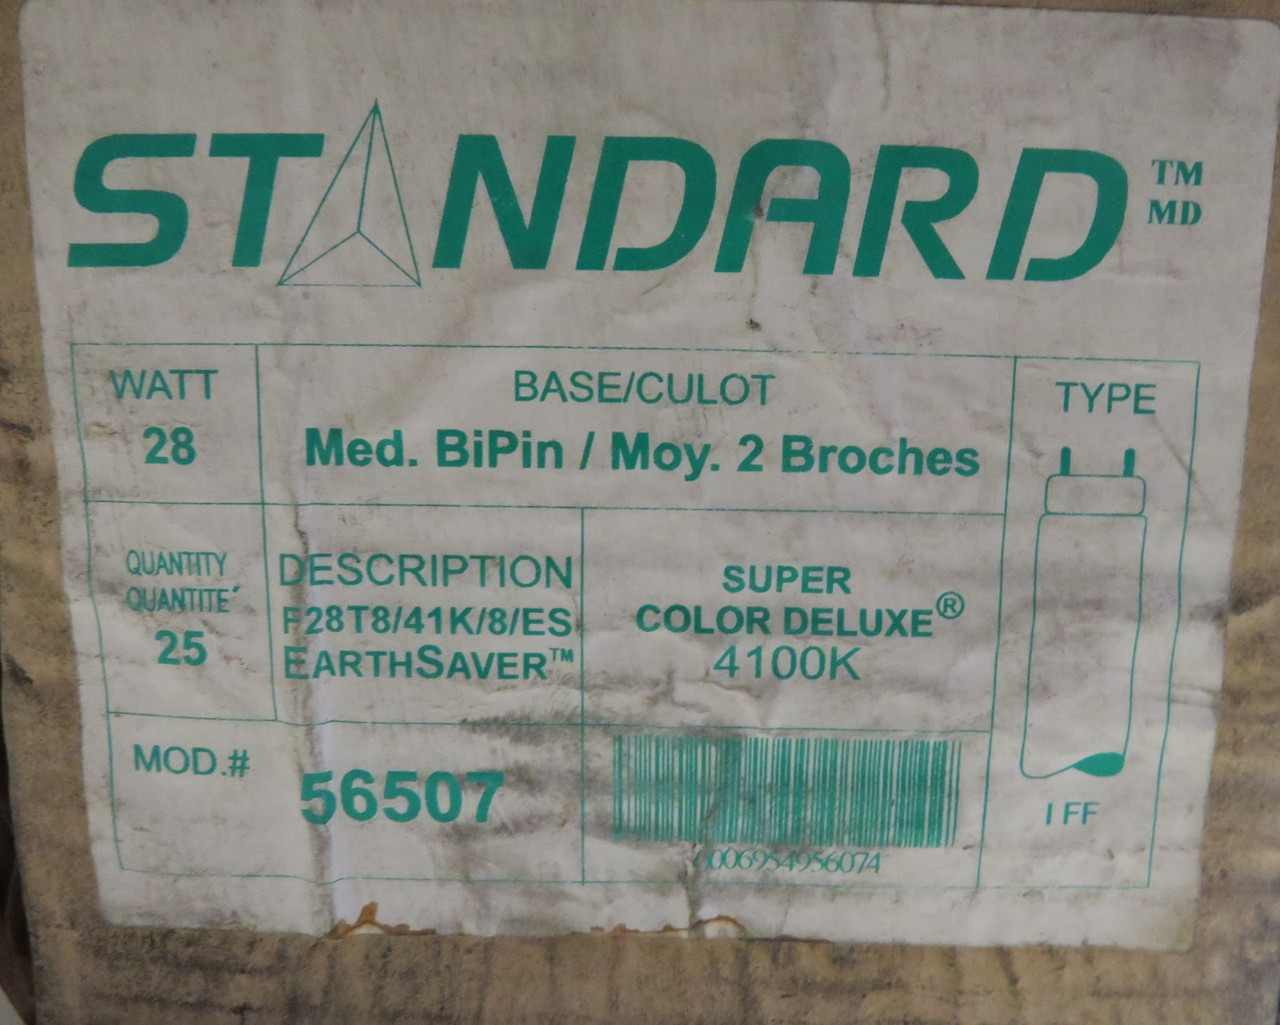 STANDARD TM
MD
WATT
28
BASE/CULOT
Med. BiPin / Moy. 2 Broches
TYPE
QUANTITY
QUANTITE´
25
DESCRIPTION
F28T8/41K/8/ES
EARTHSAVER™
SUPER
COLOR DELUXE®
4100K
MOD.#
56507
1 FF